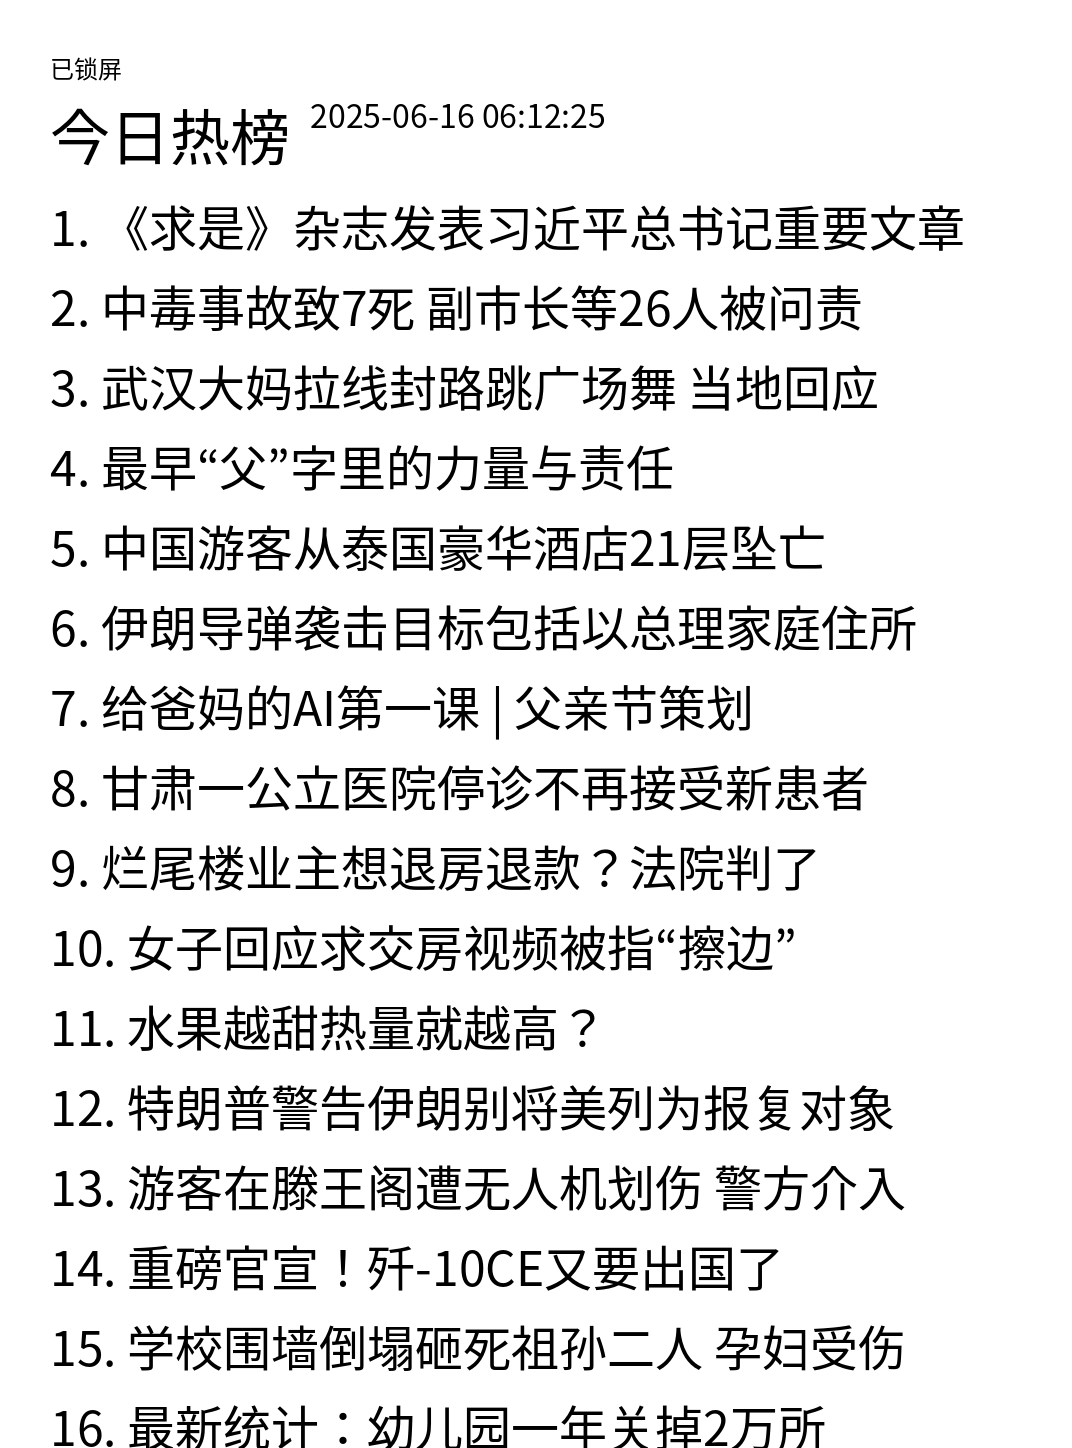 已锁屏
今日热榜 2025-06-16 06:12:25
1. 《求是》杂志发表习近平总书记重要文章
2. 中毒事故致7死 副市长等26人被问责
3. 武汉大妈拉线封路跳广场舞 当地回应
4. 最早“父”字里的力量与责任
5. 中国游客从泰国豪华酒店21层坠亡
6. 伊朗导弹袭击目标包括以总理家庭住所
7. 给爸妈的AI第一课 | 父亲节策划
8. 甘肃一公立医院停诊不再接受新患者
9. 烂尾楼业主想退房退款？法院判了
10. 女子回应求交房视频被指“擦边”
11. 水果越甜热量就越高？
12. 特朗普警告伊朗别将美列为报复对象
13. 游客在滕王阁遭无人机划伤 警方介入
14. 重磅官宣！歼-10CE又要出国了
15. 学校围墙倒塌砸死祖孙二人 孕妇受伤
16. 最新统计：幼儿园一年关掉2万所